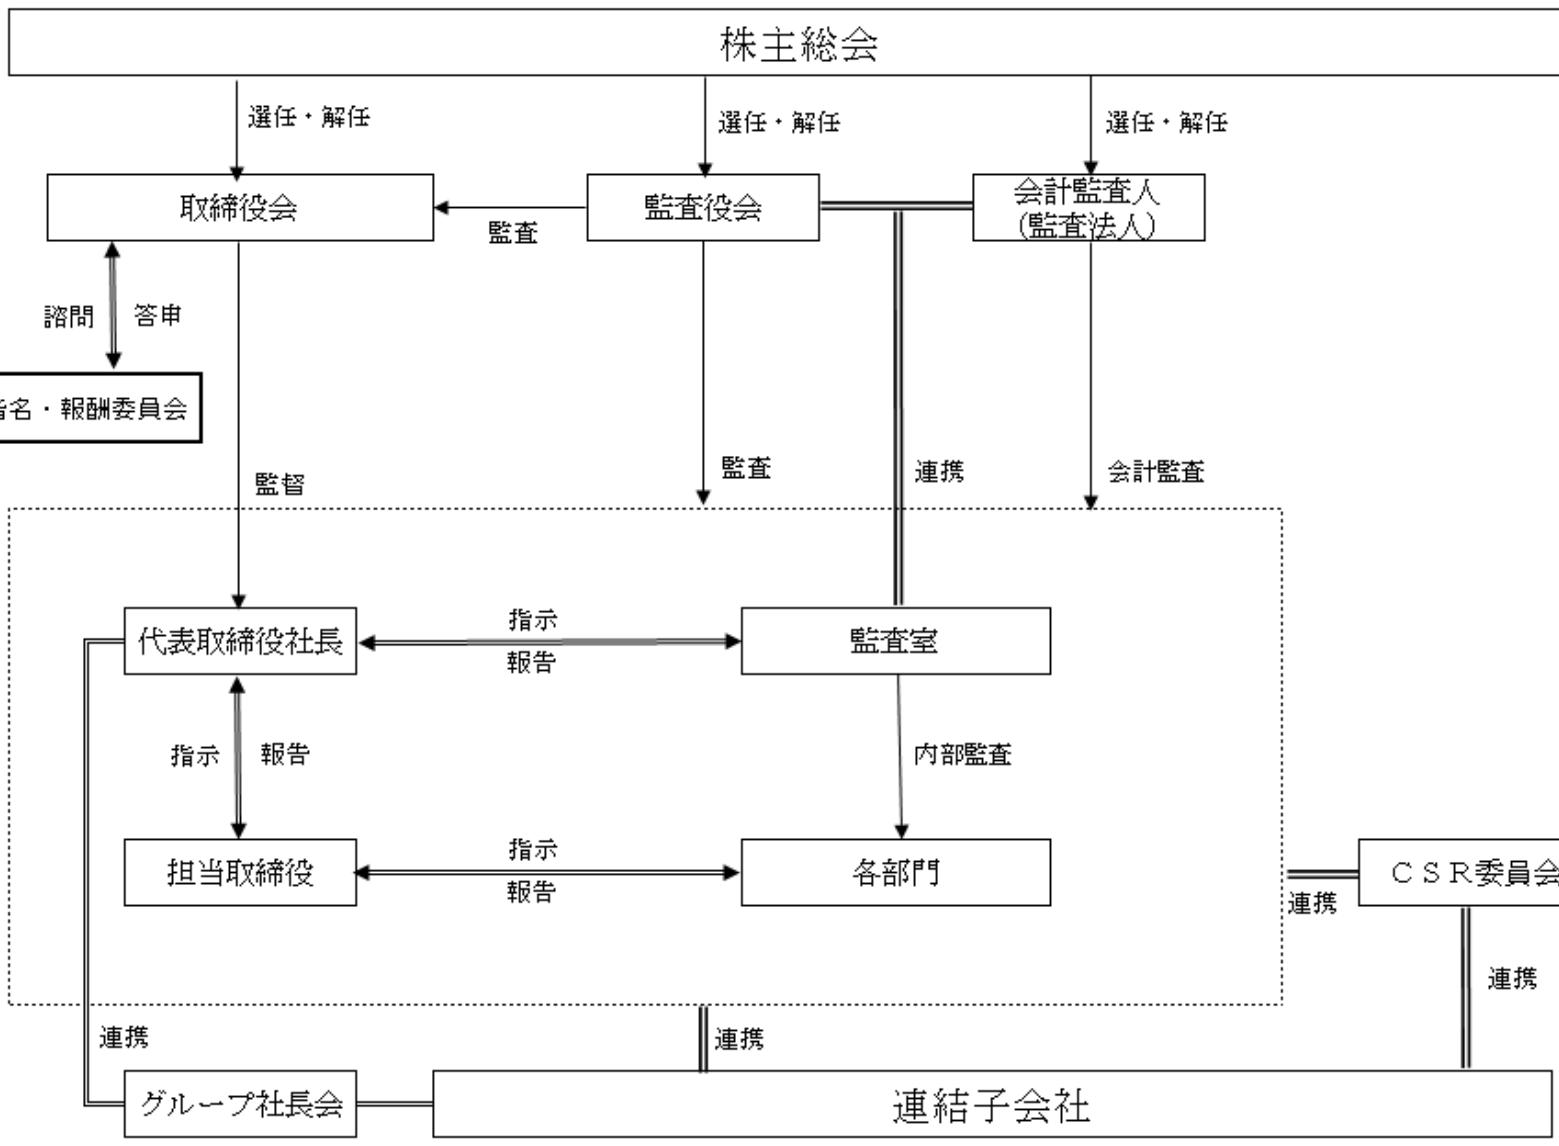 株主総会
選任・解任
選任・解任
選任・解任
取締役会
監査
監査役会
会計監査人
(監査法人)
諮問
答申
名・報酬委員会
監督
監査
連携
会計監査
代表取締役社長
指示
報告
監査室
指示
報告
内部監査
担当取締役
指示
報告
各部門
連携
ＣＳＲ委員会
連携
連携
連携
グループ社長会
連結子会社